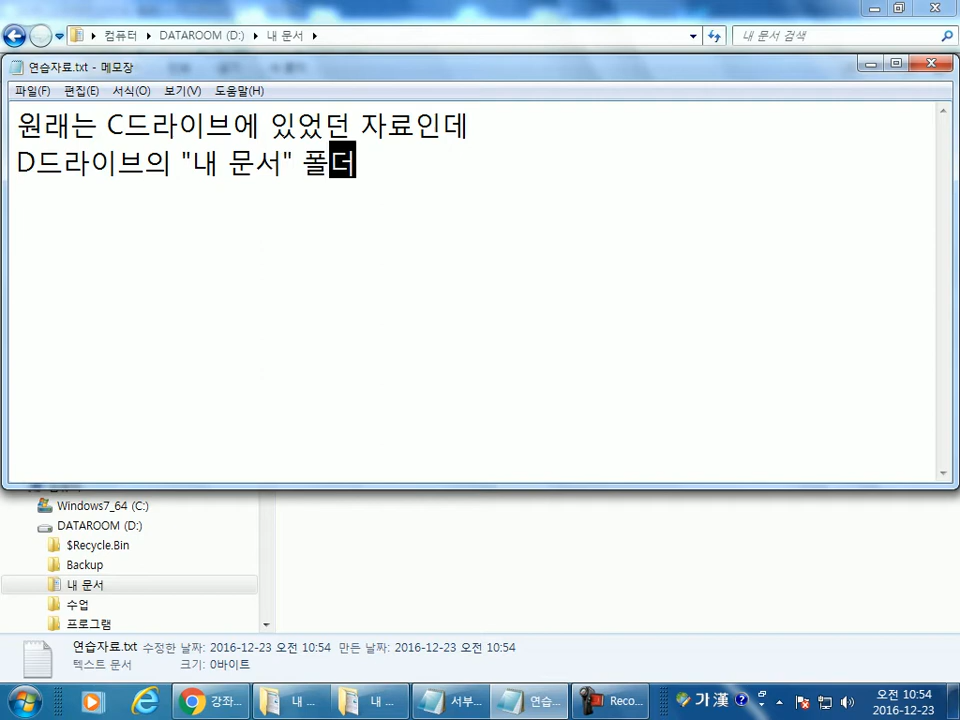 컴퓨터 DATAROOM (D:) 내 문서
내 문서 검색
연습자료.txt - 메모장
파일(F) 편집(E) 서식(O) 보기(V) 도움말(H)
원래는 C드라이브에 있었던 자료인데
D드라이브의 "내 문서" 폴더
Windows7_64 (C:)
DATAROOM (D:)
$Recycle.Bin
Backup
내 문서
수업
프로그램
연습자료.txt 수정한 날짜: 2016-12-23 오전 10:54 만든 날짜: 2016-12-23 오전 10:54
텍스트 문서 크기: 0바이트
강좌... 내 ... 내 ... 서부... 연습... Reco... 가 漢 오전 10:54
2016-12-23